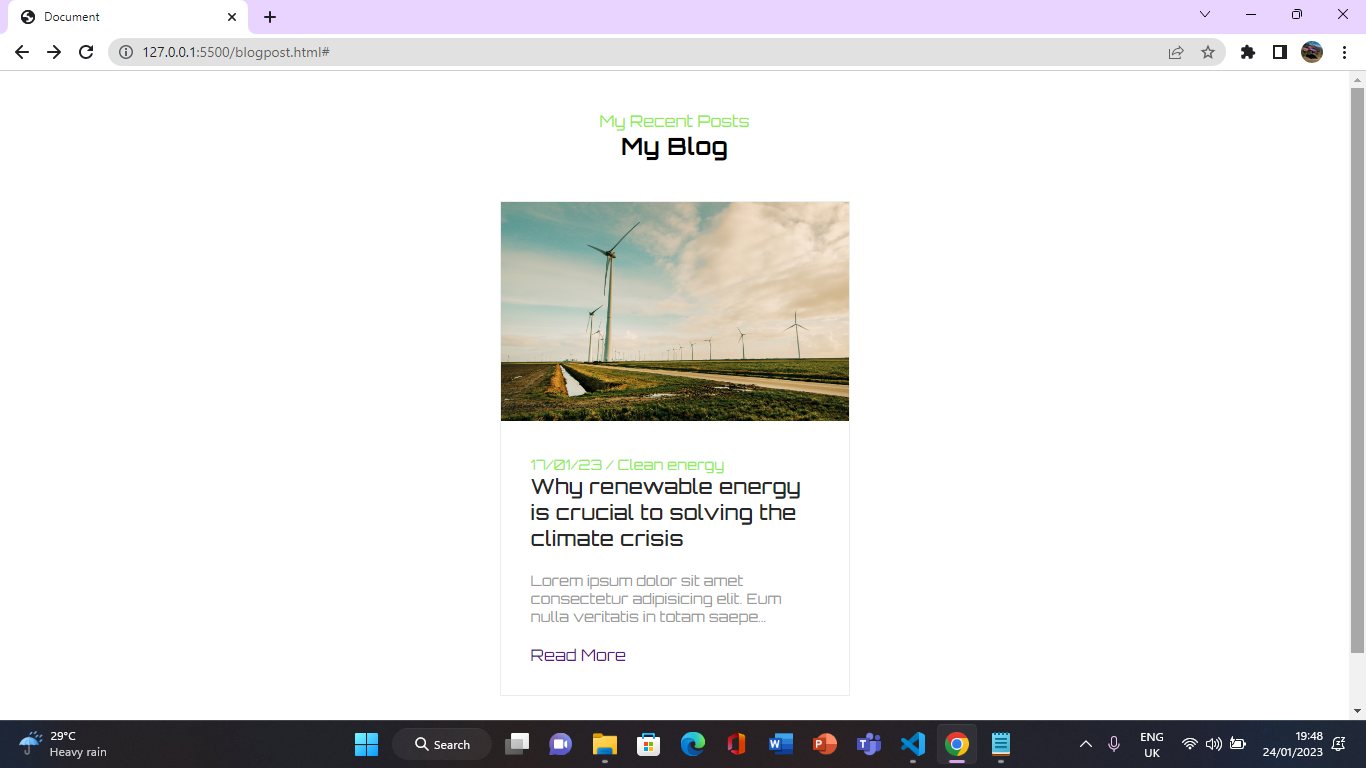 Document
127.0.0.1:5500/blogpost.html#
My Recent Posts
My Blog
17/01/23 / Clean energy
Why renewable energy
is crucial to solving the
climate crisis
Lorem ipsum dolor sit amet
consectetur adipisicing elit. Eum
nulla veritatis in totam saepe...
Read More
29°C
Heavy rain
Search
ENG
UK
19:48
24/01/2023